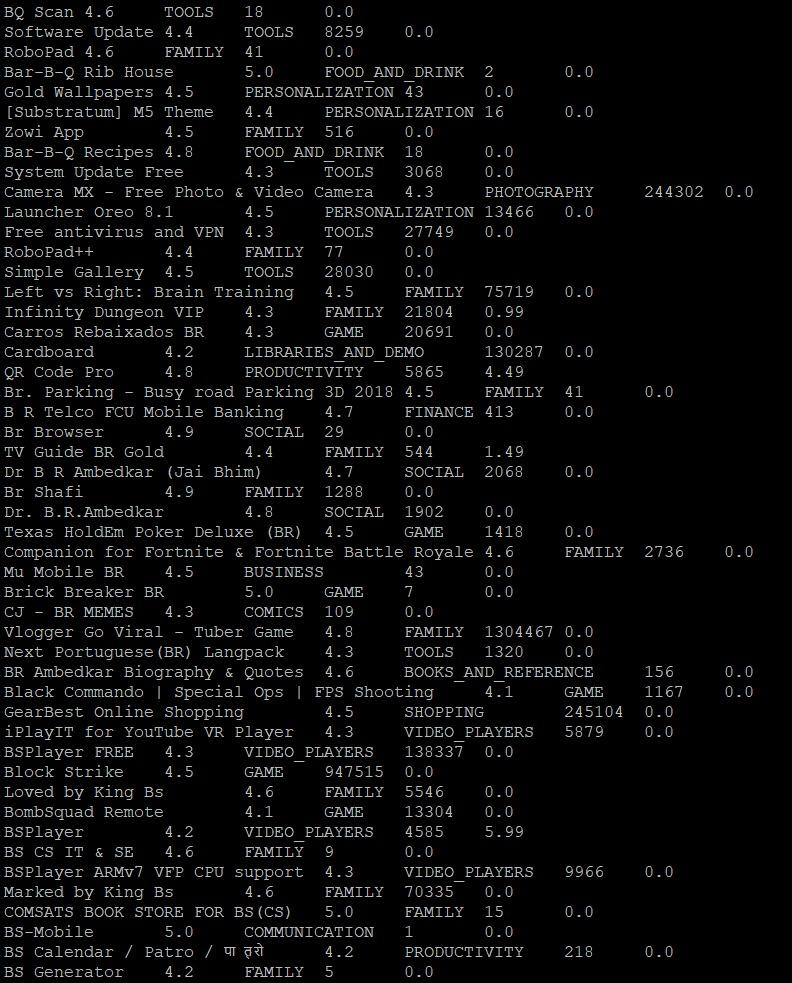 BQ Scan 4.6 TOOLS 18 0.0
Software Update 4.4 TOOLS 8259 0.0
RoboPad 4.6 FAMILY 41 0.0
Bar-B-Q Rib House 5.0 FOOD_AND_DRINK 2 0.0
Gold Wallpapers 4.5 PERSONALIZATION 43 0.0
[Substratum] M5 Theme 4.4 PERSONALIZATION 16 0.0
Zowi App 4.5 FAMILY 516 0.0
Bar-B-Q Recipes 4.8 FOOD_AND_DRINK 18 0.0
System Update Free 4.3 TOOLS 3068 0.0
Camera MX - Free Photo & Video Camera 4.3 PHOTOGRAPHY 244302 0.0
Launcher Oreo 8.1 4.5 PERSONALIZATION 13466 0.0
Free antivirus and VPN 4.3 TOOLS 27749 0.0
RoboPad++ 4.4 FAMILY 77 0.0
Simple Gallery 4.5 TOOLS 28030 0.0
Left vs Right: Brain Training 4.5 FAMILY 75719 0.0
Infinity Dungeon VIP 4.3 FAMILY 21804 0.99
Carros Rebaixados BR 4.3 GAME 20691 0.0
Cardboard 4.2 LIBRARIES_AND_DEMO 130287 0.0
QR Code Pro 4.8 PRODUCTIVITY 5865 4.49
Br. Parking - Busy road Parking 3D 2018 4.5 FAMILY 41 0.0
B R Telco FCU Mobile Banking 4.7 FINANCE 413 0.0
Br Browser 4.9 SOCIAL 29 0.0
TV Guide BR Gold 4.4 FAMILY 544 1.49
Dr B R Ambedkar (Jai Bhim) 4.7 SOCIAL 2068 0.0
Br Shafi 4.9 FAMILY 1288 0.0
Dr. B.R.Ambedkar 4.8 SOCIAL 1902 0.0
Texas HoldEm Poker Deluxe (BR) 4.5 GAME 1418 0.0
Companion for Fortnite & Fortnite Battle Royale 4.6 FAMILY 2736 0.0
Mu Mobile BR 4.5 BUSINESS 43 0.0
Brick Breaker BR 5.0 GAME 7 0.0
CJ - BR MEMES 4.3 COMICS 109 0.0
Vlogger Go Viral - Tuber Game 4.8 FAMILY 1304467 0.0
Next Portuguese(BR) Langpack 4.3 TOOLS 1320 0.0
BR Ambedkar Biography & Quotes 4.6 BOOKS_AND_REFERENCE 156 0.0
Black Commando | Special Ops | FPS Shooting 4.1 GAME 1167 0.0
GearBest Online Shopping 4.5 SHOPPING 245104 0.0
iPlayIT for YouTube VR Player 4.3 VIDEO_PLAYERS 5879 0.0
BSPlayer FREE 4.3 VIDEO_PLAYERS 138337 0.0
Block Strike 4.5 GAME 947515 0.0
Loved by King Bs 4.6 FAMILY 5546 0.0
BombSquad Remote 4.1 GAME 13304 0.0
BSPlayer 4.2 VIDEO_PLAYERS 4585 5.99
BS CS IT & SE 4.6 FAMILY 9 0.0
BSPlayer ARMv7 VFP CPU support 4.3 VIDEO_PLAYERS 9966 0.0
Marked by King Bs 4.6 FAMILY 70335 0.0
COMSATS BOOK STORE FOR BS(CS) 5.0 FAMILY 15 0.0
BS-Mobile 5.0 COMMUNICATION 1 0.0
BS Calendar / Patro / पा त्रो 4.2 PRODUCTIVITY 218 0.0
BS Generator 4.2 FAMILY 5 0.0